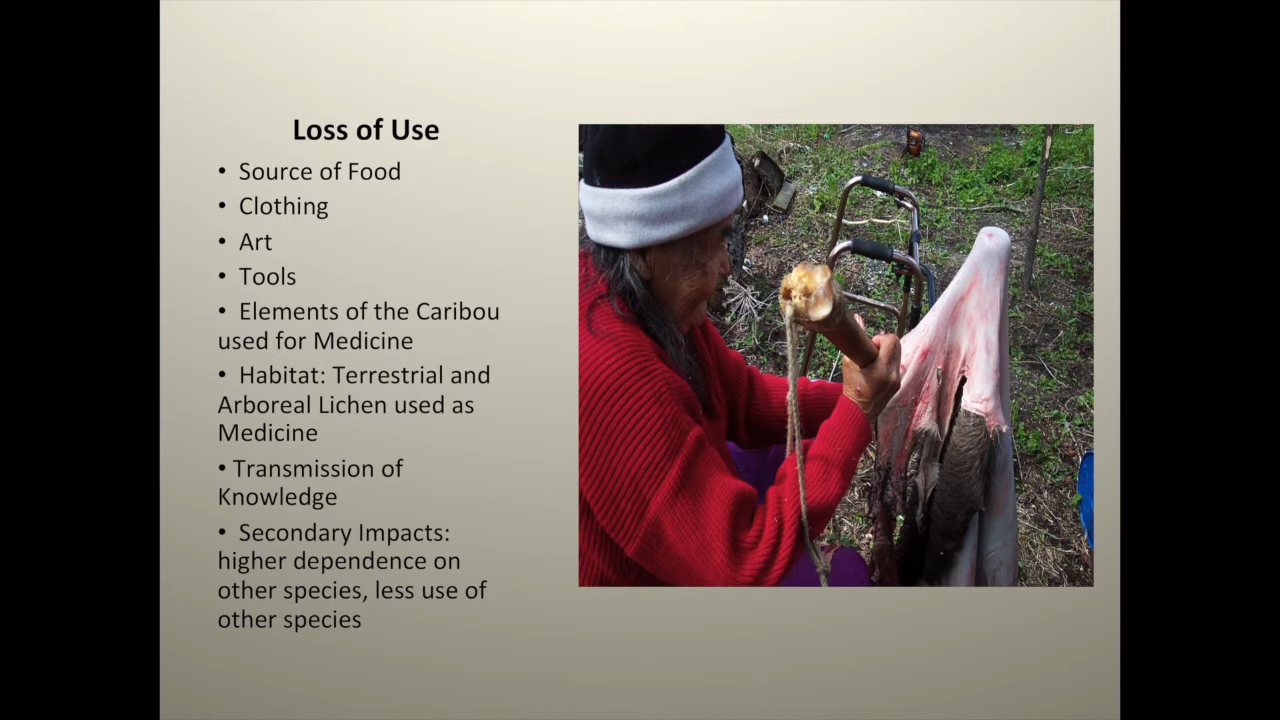 Loss of Use
• Source of Food
• Clothing
• Art
• Tools
• Elements of the Caribou
used for Medicine
• Habitat: Terrestrial and
Arboreal Lichen used as
Medicine
• Transmission of
Knowledge
• Secondary Impacts:
higher dependence on
other species, less use of
other species